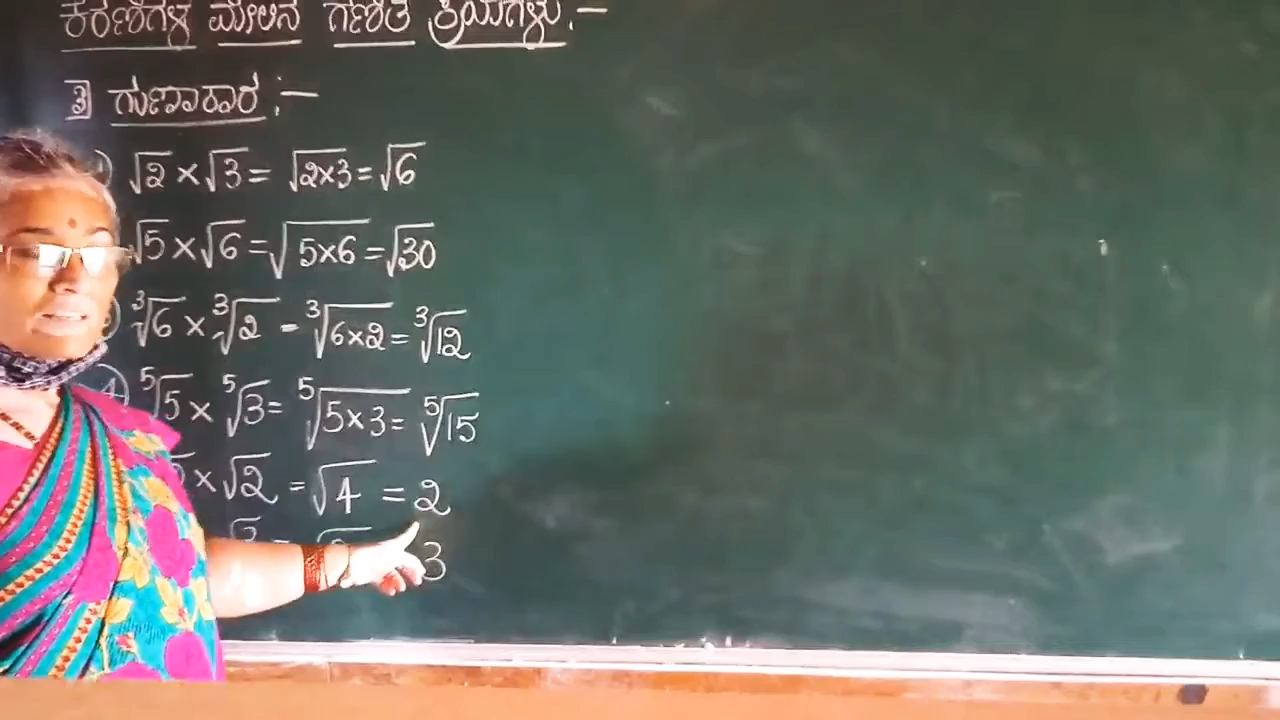 ಕರಣಿಗಳ ಮೇಲಿನ ಗಣಿತ ಕ್ರಿಯೆಗಳು :-
3 ಗುಣಾಕಾರ :-
√2 × √3 = √2×3 = √6
√5 × √6 = √5×6 = √30
∛6 × ∛2 = ∛6×2 = ∛12
④ ⁵√5 × ⁵√3 = ⁵√5×3 = ⁵√15
× √2 = √4 = 2
3